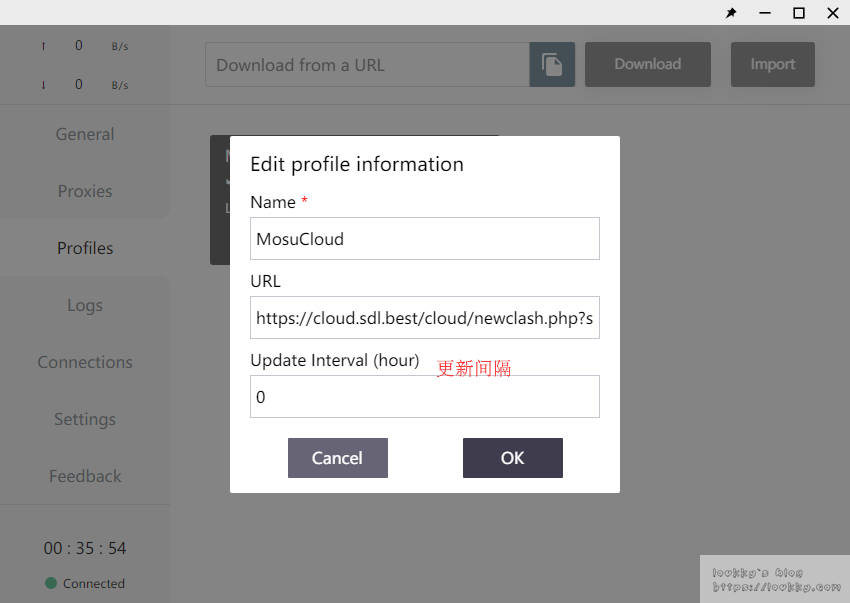 ↑ 0 B/s
↓ 0 B/s
Download from a URL
Download
Import
General
Proxies
Profiles
Logs
Connections
Settings
Feedback
00 : 35 : 54
Connected
Edit profile information
Name *
MosuCloud
URL
https://cloud.sdl.best/cloud/newclash.php?s
Update Interval (hour)
更新间隔
0
Cancel
OK
loukky's blog
https://loukky.com